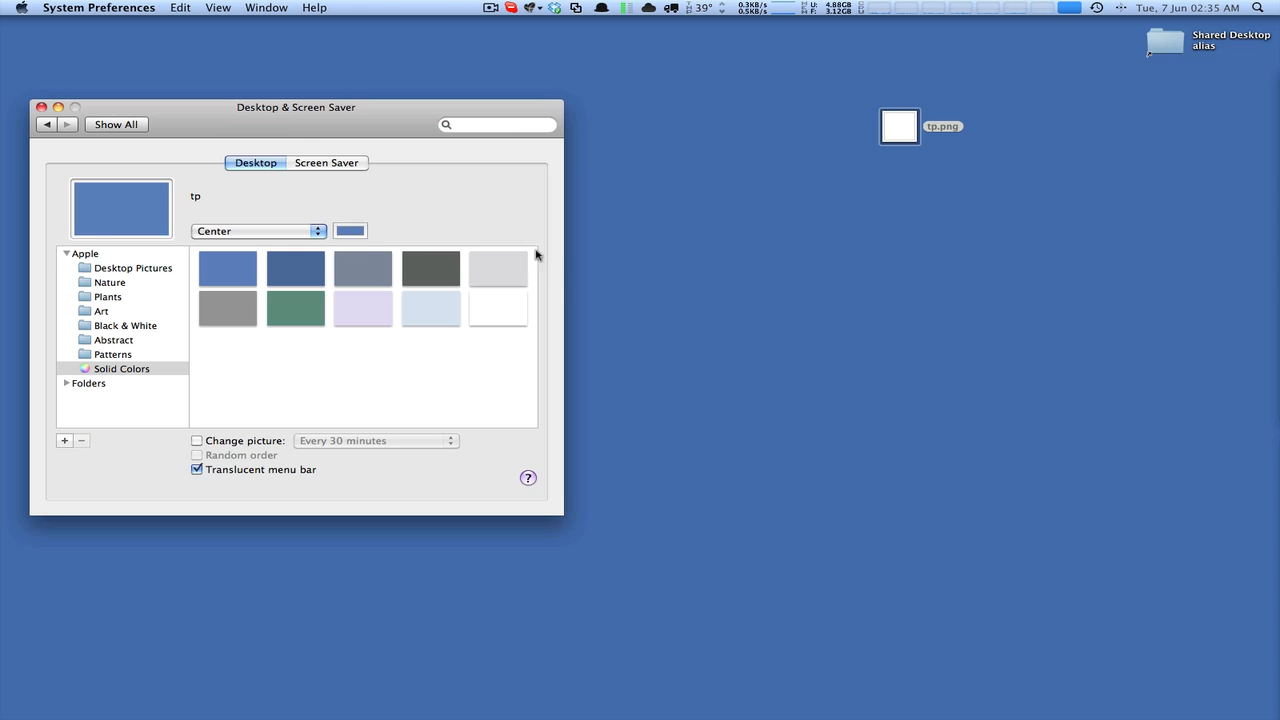 System Preferences Edit View Window Help 39° 0.3KB/s 0.5KB/s U: 4.88GB F: 3.12GB Tue, 7 Jun 02:35 AM
Shared Desktop
alias
tp.png
Desktop & Screen Saver
Show All
Desktop Screen Saver
tp
Center
Apple
Desktop Pictures
Nature
Plants
Art
Black & White
Abstract
Patterns
Solid Colors
Folders
+ −
Change picture: Every 30 minutes
Random order
Translucent menu bar
?